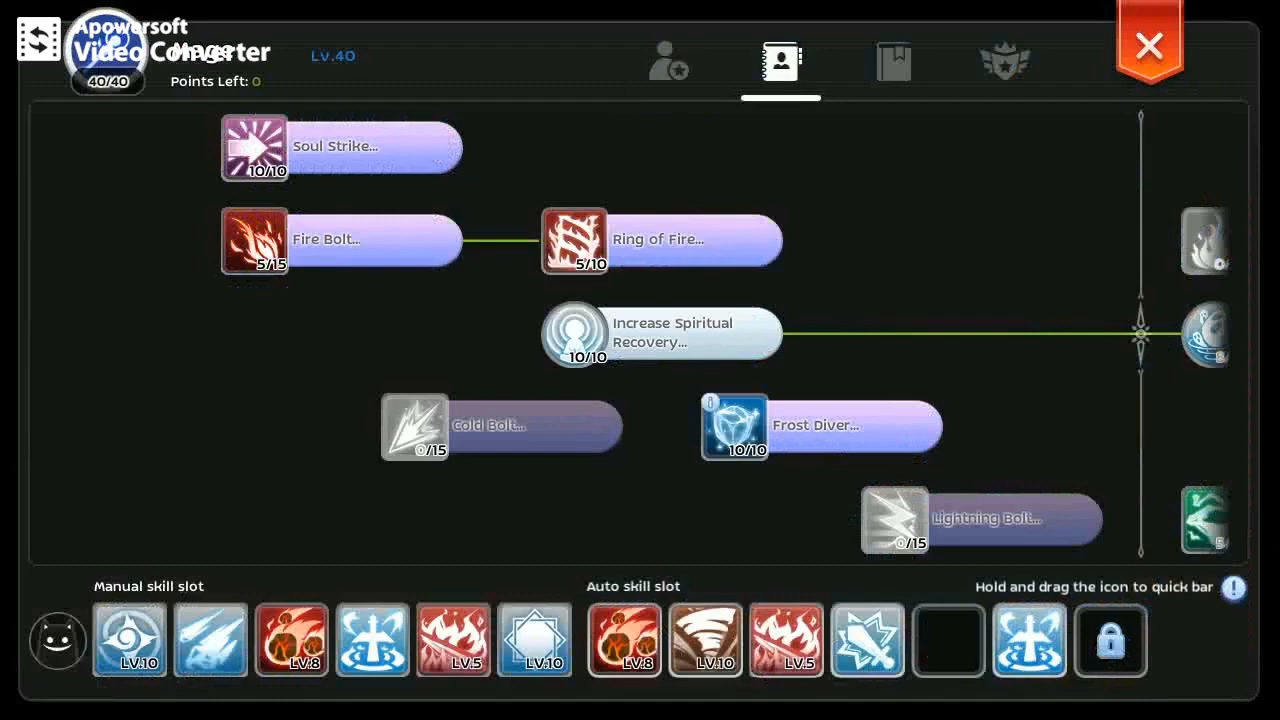 Apowersoft
Video Converter
Mage
Lv.40
40/40
Points Left: 0
Soul Strike...
10/10
Fire Bolt...
5/15
Ring of Fire...
5/10
Increase Spiritual
Recovery...
10/10
Cold Bolt...
0/15
Frost Diver...
10/10
Lightning Bolt...
0/15
Manual skill slot
Auto skill slot
Hold and drag the icon to quick bar
LV.10
LV.8
LV.5
LV.10
LV.8
LV.10
LV.5